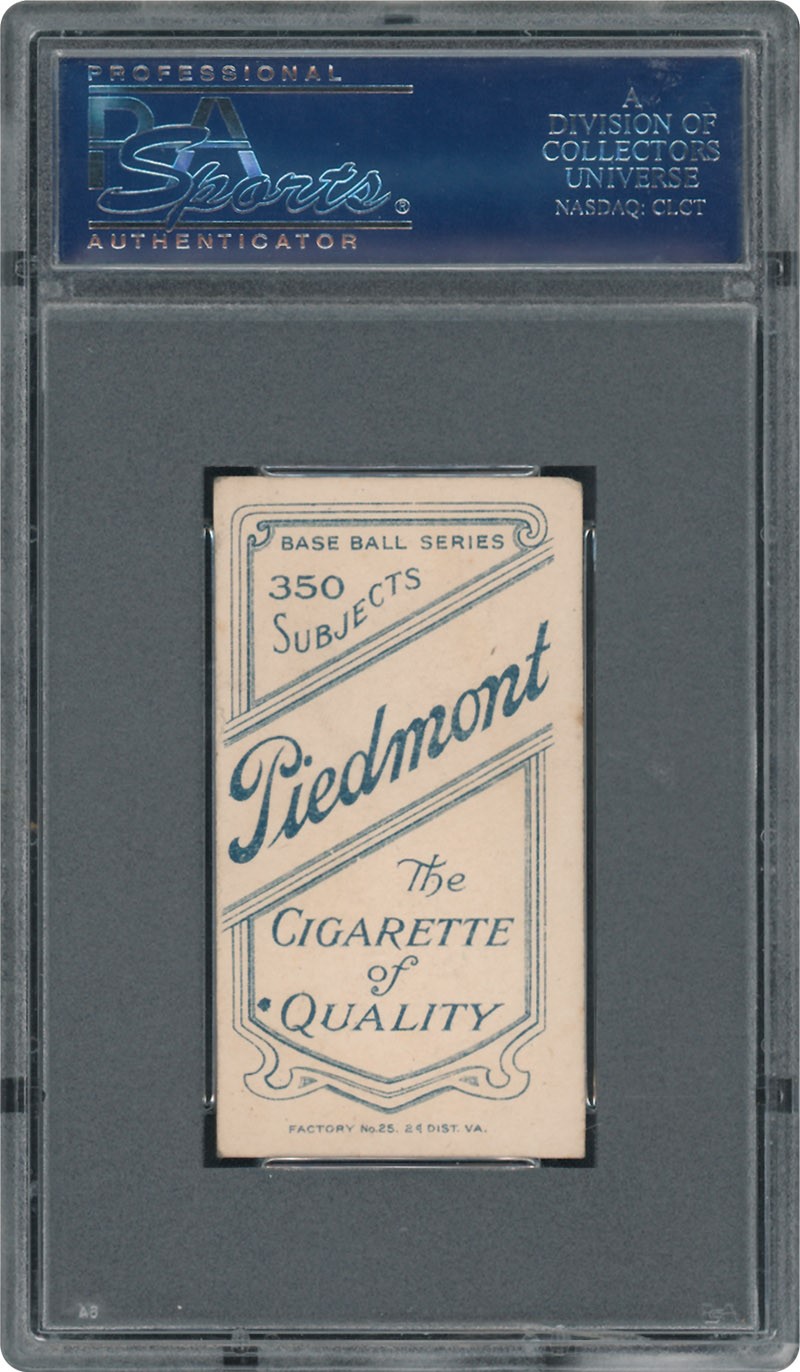 PROFESSIONAL
PSA
Sports®
AUTHENTICATOR
A
DIVISION OF
COLLECTORS
UNIVERSE
NASDAQ: CLCT
BASE BALL SERIES
350
SUBJECTS
Piedmont
The
CIGARETTE
of
QUALITY
FACTORY No.25. 2d DIST. VA.
PSA